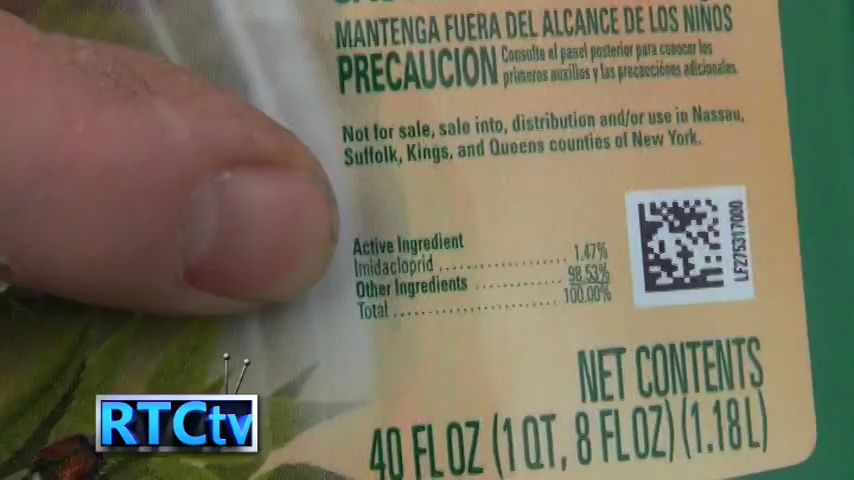 MANTENGA FUERA DEL ALCANCE DE LOS NIÑOS
PRECAUCION Consulte el panel posterior para conocer los
primeros auxilios y las precauciónes adicionales.
Not for sale, sale into, distribution and/or use in Nassau,
Suffolk, Kings, and Queens counties of New York.
Active Ingredient
Imidacloprid .................... 1.47%
Other Ingredients .............. 98.53%
Total ........................... 100.00%
LFZ75317000
NET CONTENTS
40 FL OZ (1 QT, 8 FL OZ) (1.18L)
RTCtv